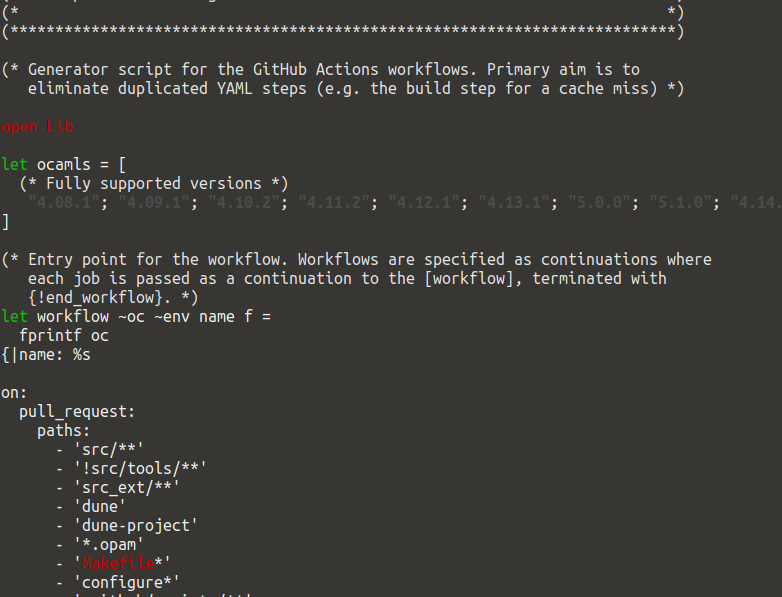 (* *)
(**************************************************************************)
(* Generator script for the GitHub Actions workflows. Primary aim is to
eliminate duplicated YAML steps (e.g. the build step for a cache miss) *)
open Lib
let ocamls = [
(* Fully supported versions *)
"4.08.1"; "4.09.1"; "4.10.2"; "4.11.2"; "4.12.1"; "4.13.1"; "5.0.0"; "5.1.0"; "4.14.
]
(* Entry point for the workflow. Workflows are specified as continuations where
each job is passed as a continuation to the [workflow], terminated with
{!end_workflow}. *)
let workflow ~oc ~env name f =
fprintf oc
{|name: %s
on:
pull_request:
paths:
- 'src/**'
- '!src/tools/**'
- 'src_ext/**'
- 'dune'
- 'dune-project'
- '*.opam'
- 'Makefile*'
- 'configure*'